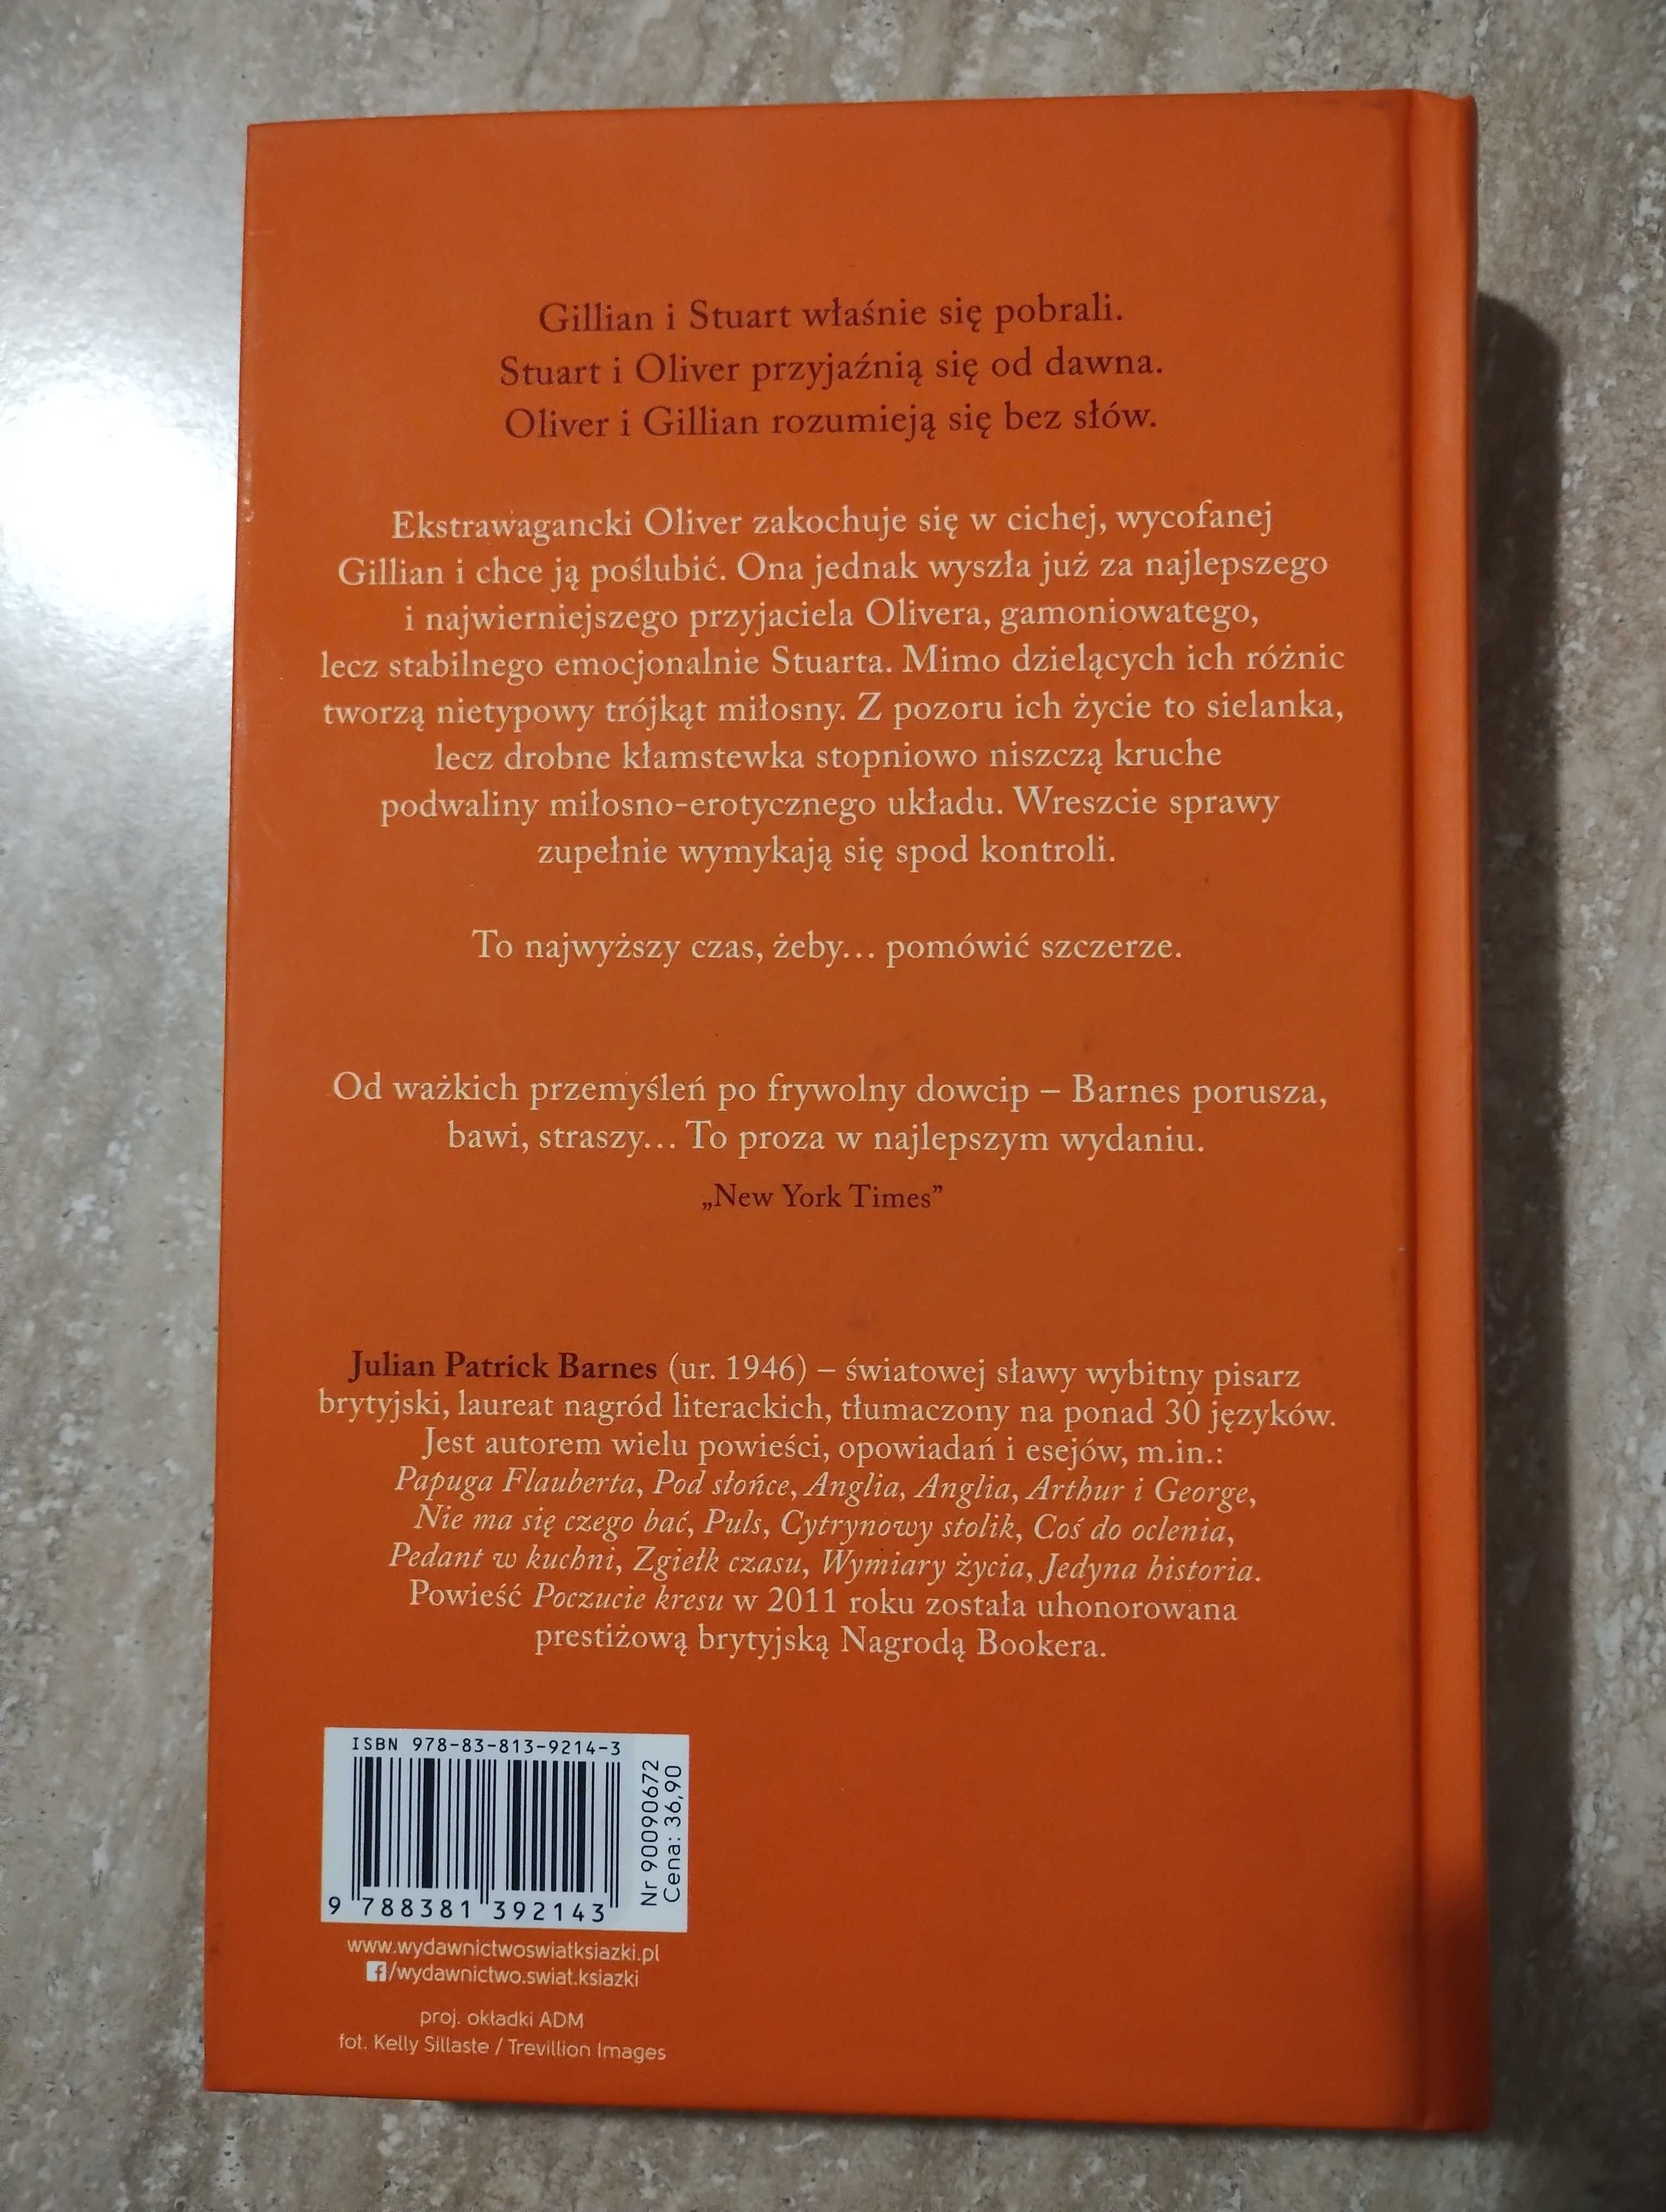 Gillian i Stuart właśnie się pobrali.
Stuart i Oliver przyjaźnią się od dawna.
Oliver i Gillian rozumieją się bez słów.
Ekstrawagancki Oliver zakochuje się w cichej, wycofanej
Gillian i chce ją poślubić. Ona jednak wyszła już za najlepszego
i najwierniejszego przyjaciela Olivera, gamoniowatego,
lecz stabilnego emocjonalnie Stuarta. Mimo dzielących ich różnic
tworzą nietypowy trójkąt miłosny. Z pozoru ich życie to sielanka,
lecz drobne kłamstewka stopniowo niszczą kruche
podwaliny miłosno-erotycznego układu. Wreszcie sprawy
zupełnie wymykają się spod kontroli.
To najwyższy czas, żeby... pomówić szczerze.
Od ważkich przemyśleń po frywolny dowcip – Barnes porusza,
bawi, straszy... To proza w najlepszym wydaniu.
„New York Times”
Julian Patrick Barnes (ur. 1946) – światowej sławy wybitny pisarz
brytyjski, laureat nagród literackich, tłumaczony na ponad 30 języków.
Jest autorem wielu powieści, opowiadań i esejów, m.in.:
Papuga Flauberta, Pod słońce, Anglia, Anglia, Arthur i George,
Nie ma się czego bać, Puls, Cytrynowy stolik, Coś do oclenia,
Pedant w kuchni, Zgiełk czasu, Wymiary życia, Jedyna historia.
Powieść Poczucie kresu w 2011 roku została uhonorowana
prestiżową brytyjską Nagrodą Bookera.
ISBN 978-83-813-9214-3
9 788381 392143
Nr 90090672
Cena: 36,90
www.wydawnictwoswiatksiazki.pl
f/wydawnictwo.swiat.ksiazki
proj. okładki ADM
fot. Kelly Sillaste / Trevillion Images